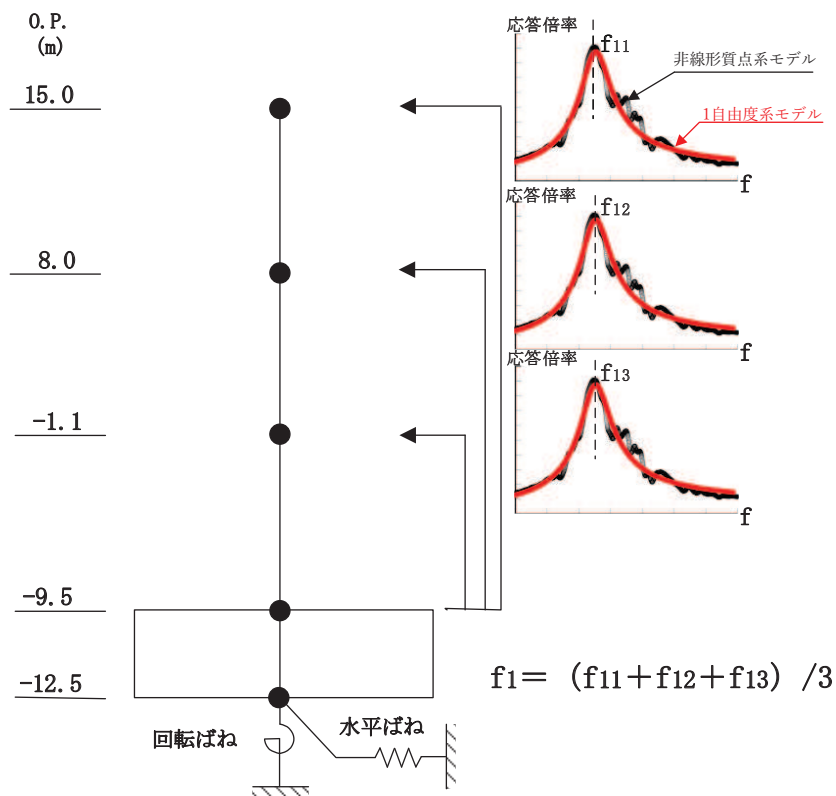 O.P.
(m)
15.0
8.0
-1.1
-9.5
-12.5
回転ばね
水平ばね
応答倍率
f11
非線形質点系モデル
1自由度系モデル
f
応答倍率
f12
f
応答倍率
f13
f
f1= (f11+f12+f13) /3